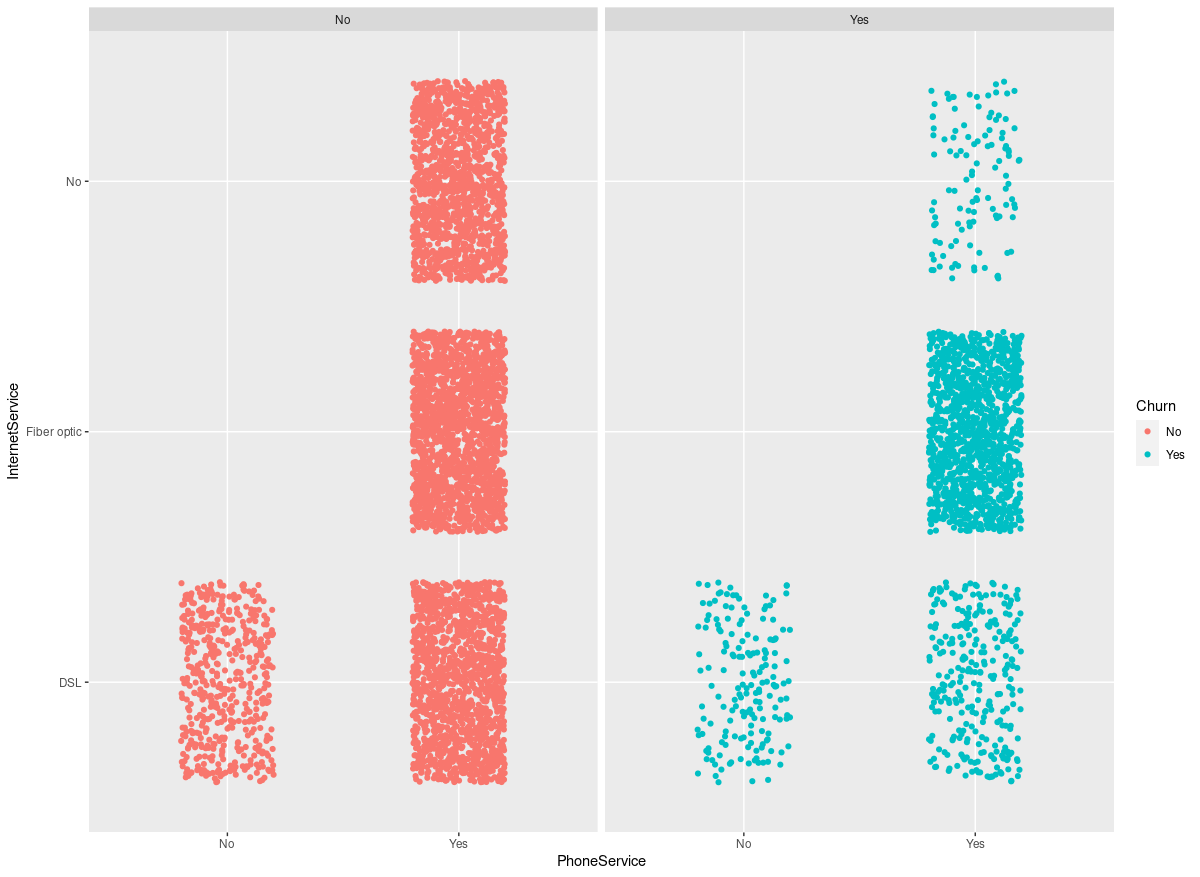 No
Yes
No
Fiber optic
DSL
InternetService
No
Yes
No
Yes
PhoneService
Churn
No
Yes